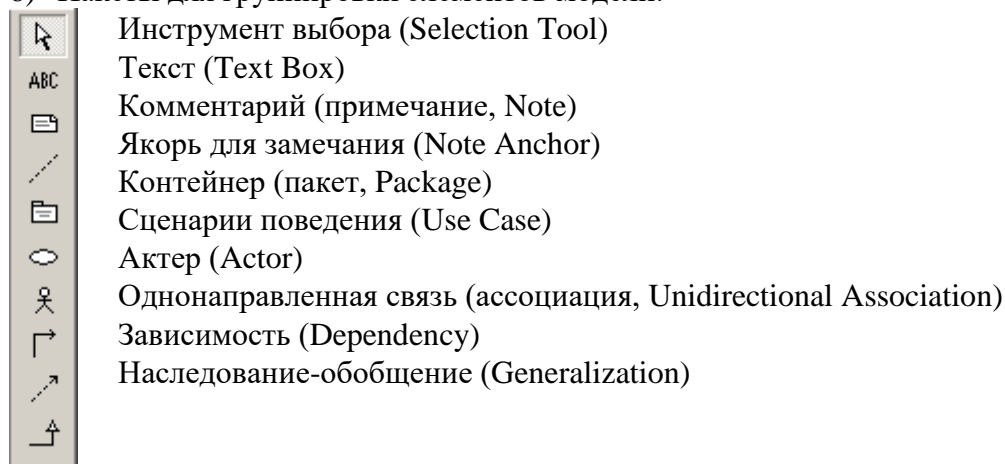 Инструмент выбора (Selection Tool)
ABC
Текст (Text Box)
Комментарий (примечание, Note)
Якорь для замечания (Note Anchor)
Контейнер (пакет, Package)
Сценарии поведения (Use Case)
Актер (Actor)
Однонаправленная связь (ассоциация, Unidirectional Association)
Зависимость (Dependency)
Наследование-обобщение (Generalization)